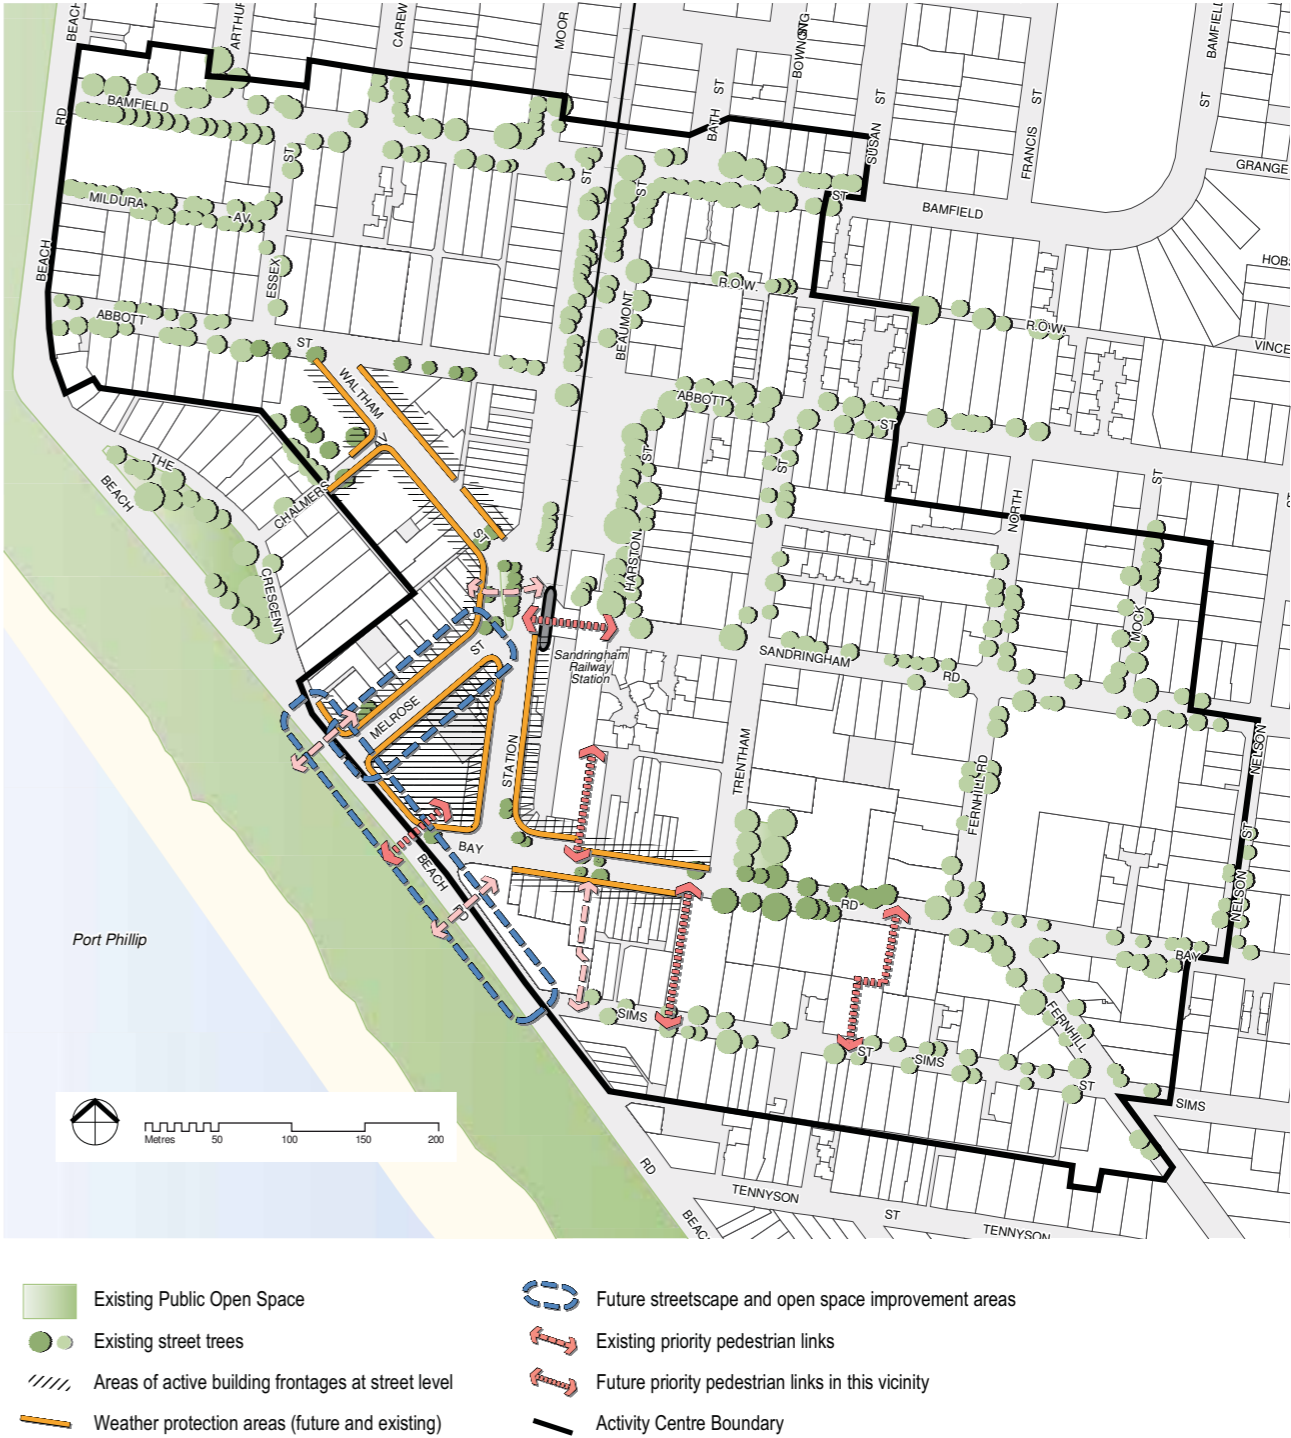 BEACH
ARTHUR
CAREW
MOOR
BOWNONG
ST
BAMFIELD
RD
BAMFIELD
ST
BATH ST
ST
SUSAN
ST
FRANCIS
ST
GRANGE
MILDURA
AV
ST
ST
ST
BAMFIELD
BEACH
ESSEX
R.O.W.
HOBS
ABBOTT
ST
BEAUMONT
R.O.W.
VINCE
WALTHAM
AV
ABBOTT
ST
THE
BEACH
CHALMERS
ST
ST
ST
NORTH
ST
CRESCENT
HARSTON
MOCK
Sandringham
Railway
Station
SANDRINGHAM
RD
MELROSE
ST
STATION
TRENTHAM
FERNHILL RD
NELSON
ST
NELSON
BAY
BEACH
RD
RD
BAY
Port Phillip
SIMS
ST
SIMS
FERNHILL
ST
SIMS
Metres
50
100
150
200
RD
TENNYSON
ST
TENNYSON
BEACH
Existing Public Open Space
Existing street trees
Areas of active building frontages at street level
Weather protection areas (future and existing)
Future streetscape and open space improvement areas
Existing priority pedestrian links
Future priority pedestrian links in this vicinity
Activity Centre Boundary